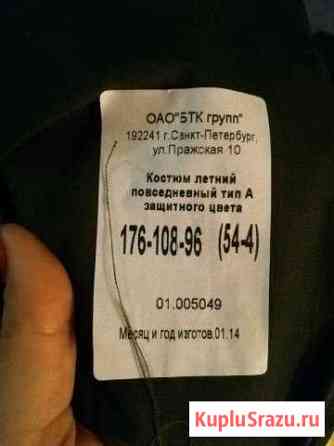 ОАО"БТК групп"
192241 г.Санкт-Петербург,
ул.Пражская 10
Костюм летний
повседневный тип А
защитного цвета
176-108-96 (54-4)
01.005049
Месяц и год изготов.01.14
KupluSrazu.ru